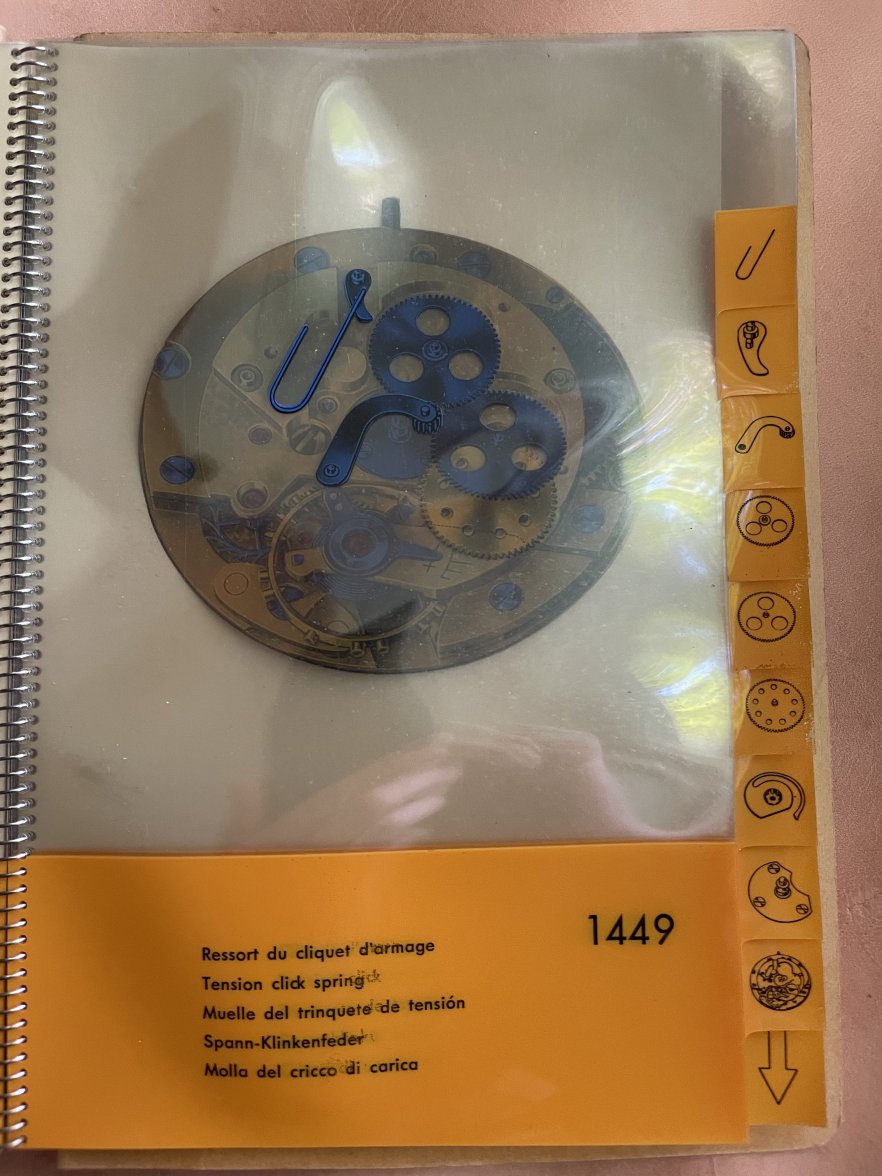 1449
Ressort du cliquet d'armage
Tension click spring
Muelle del trinquete de tensión
Spann-Klinkenfeder
Molla del cricco di carica